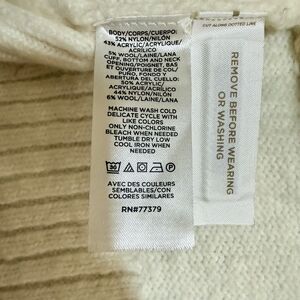 BODY/CORPS/CUERPO:
52% NYLON/NILÓN
43% ACRYLIC/ACRYLIQUE/
ACRÍLICO
5% WOOL/LAINE/LANA
CUFF, BOTTOM AND NECK
OPENING/POIGNET, BAS
ET OUVERTURE DE COL/
PUÑO, FONDO Y
ABERTURA DEL CUELLO:
50% ACRYLIC/ACRYLIQUE/
ACRÍLICO
44% NYLON/NILÓN
6% WOOL/LAINE/LANA
MACHINE WASH COLD
DELICATE CYCLE WITH
LIKE COLORS
ONLY NON-CHLORINE
BLEACH WHEN NEEDED
TUMBLE DRY LOW
COOL IRON IF NEEDED
30
AVEC DES COULEURS
SEMBLABLES/CON
COLORES SIMILARES
RN#77379
CUT ALONG DOTTED LINE
REMOVE BEFORE WEARING
OR WASHING